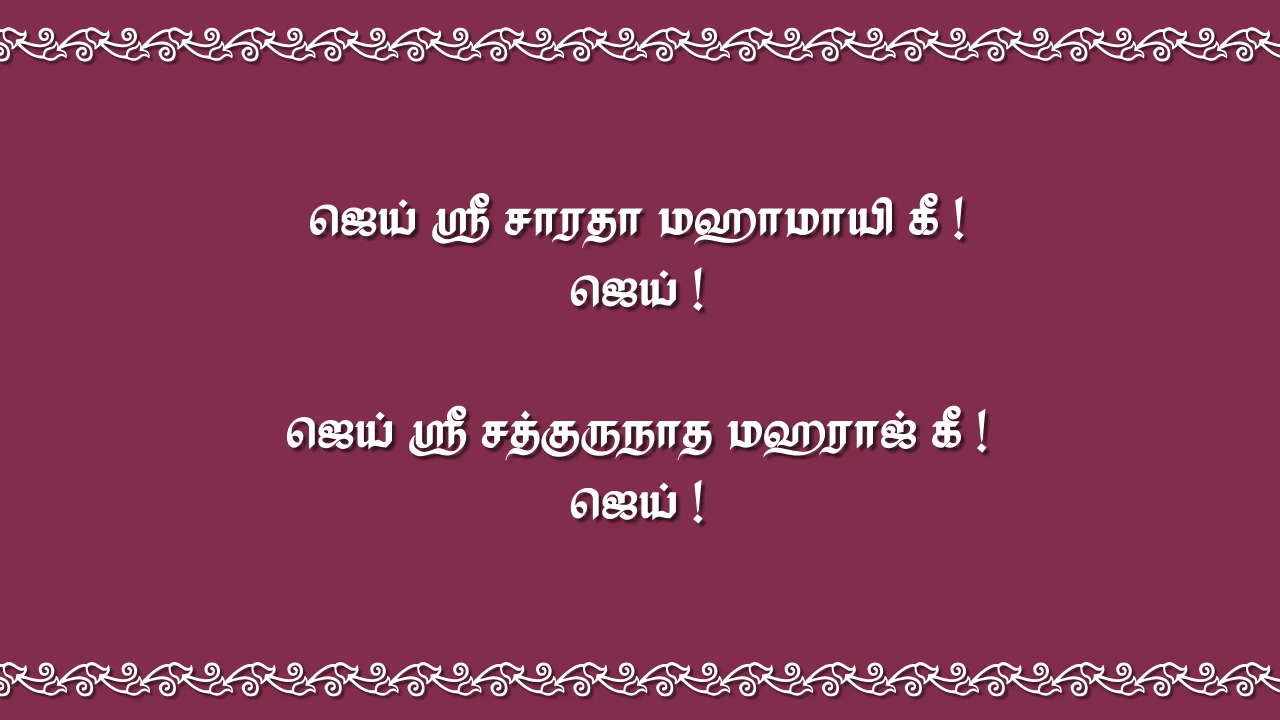 ஜெய் ஸ்ரீ சாரதா மஹாமாயி கீ !
ஜெய் !
ஜெய் ஸ்ரீ சத்குருநாத மஹராஜ் கீ !
ஜெய் !